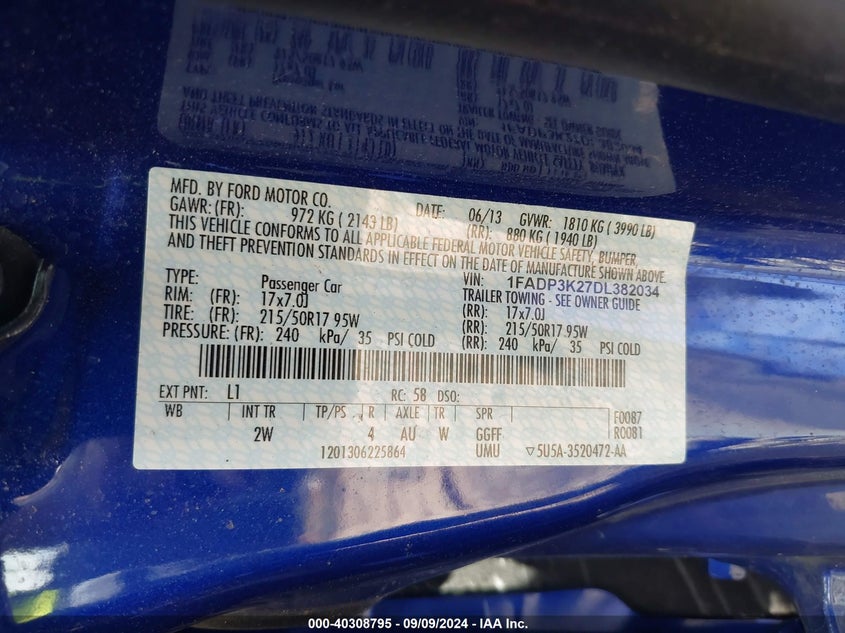 MFD. BY FORD MOTOR CO. DATE: 06/13 GVWR: 1810 KG ( 3990 LB)
GAWR: (FR): 972 KG ( 2143 LB) (RR): 880 KG ( 1940 LB)
THIS VEHICLE CONFORMS TO ALL APPLICABLE FEDERAL MOTOR VEHICLE SAFETY, BUMPER,
AND THEFT PREVENTION STANDARDS IN EFFECT ON THE DATE OF MANUFACTURE SHOWN ABOVE.
VIN: 1FADP3K27DL382034
TYPE: Passenger Car TRAILER TOWING - SEE OWNER GUIDE
RIM: (FR): 17x7.0J (RR): 17x7.0J
TIRE: (FR): 215/50R17 95W (RR): 215/50R17 95W
PRESSURE: (FR): 240 kPa/ 35 PSI COLD (RR): 240 kPa/ 35 PSI COLD
EXT PNT: L1 RC: 58 DSO:
WB INT TR TP/PS R AXLE TR SPR F0087
2W 4 AU W GGFF R0081
1201306225864 UMU ▽5U5A-3520472-AA
000-40308795 - 09/09/2024 - IAA Inc.